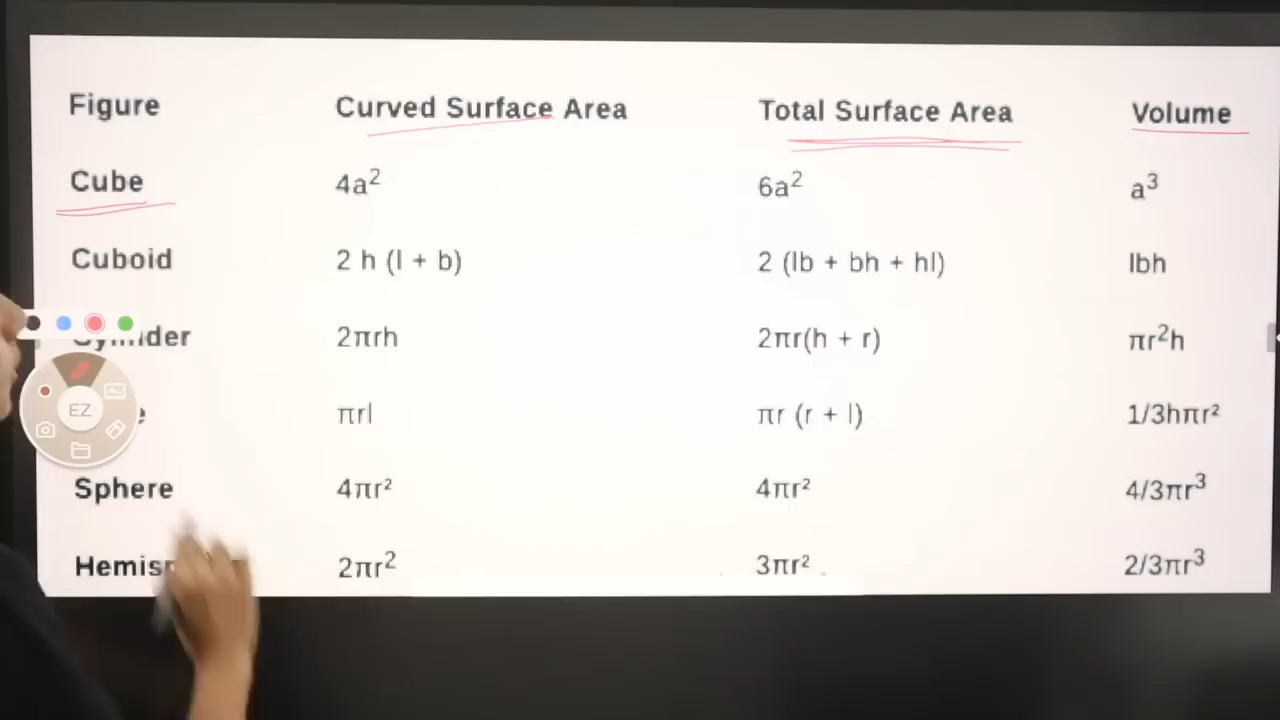 Figure Curved Surface Area Total Surface Area Volume
Cube 4a² 6a² a³
Cuboid 2 h (l + b) 2 (lb + bh + hl) lbh
2πrh 2πr(h + r) πr²h
πrl πr (r + l) 1/3hπr²
EZ
Sphere 4πr² 4πr² 4/3πr³
2πr² 3πr² 2/3πr³